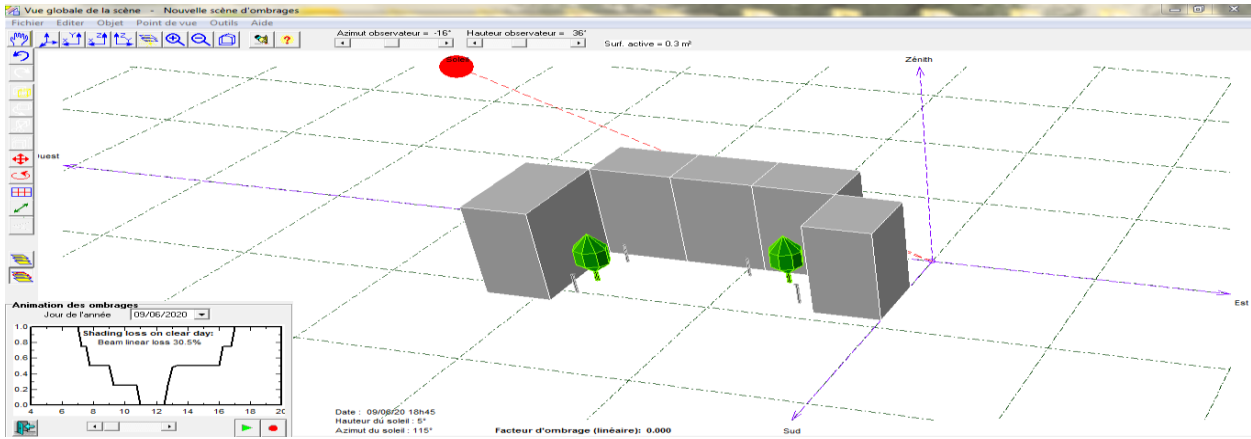 Vue globale de la scène - Nouvelle scène d'ombrages
Fichier Editer Objet Point de vue Outils Aide
Azimut observateur = -16° Hauteur observateur = 36°
Surf. active = 0.3 m²
Soleil
Zénith
Ouest
Est
Sud
Animation des ombrages
Jour de l'année 09/06/2020
Shading loss on clear day:
Beam linear loss 30.5%
1.0
0.8
0.6
0.4
0.2
0.0
4 6 8 10 12 14 16 18 20
Date : 09/06/20 18h45
Hauteur du soleil : 5°
Azimut du soleil : 115° Facteur d'ombrage (linéaire): 0.000